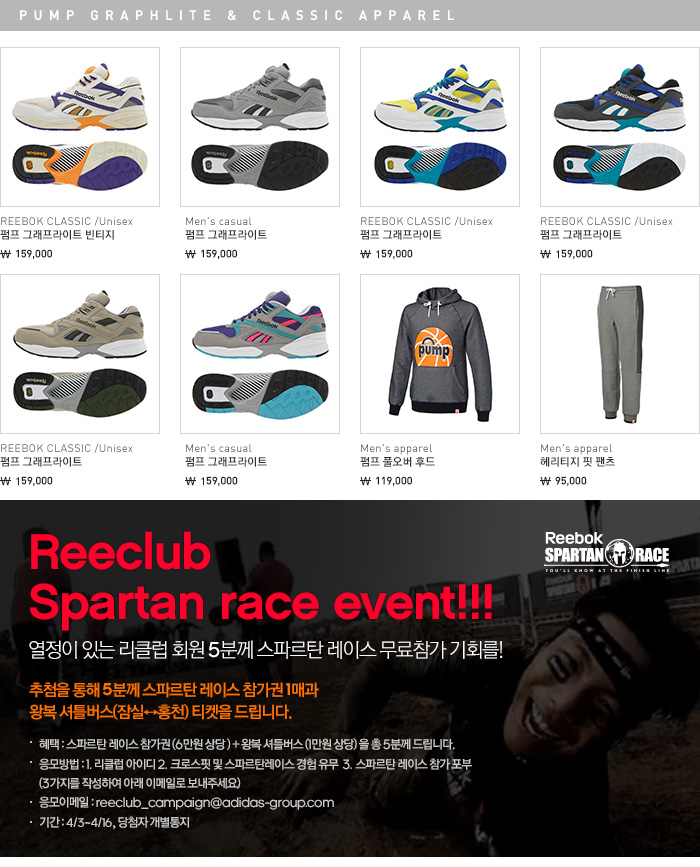 PUMP GRAPHLITE & CLASSIC APPAREL
REEBOK CLASSIC /Unisex
펌프 그래프라이트 빈티지
₩ 159,000
Men's casual
펌프 그래프라이트
₩ 159,000
REEBOK CLASSIC /Unisex
펌프 그래프라이트
₩ 159,000
REEBOK CLASSIC /Unisex
펌프 그래프라이트
₩ 159,000
pump
REEBOK CLASSIC /Unisex
펌프 그래프라이트
₩ 159,000
Men's casual
펌프 그래프라이트
₩ 159,000
Men's apparel
펌프 풀오버 후드
₩ 119,000
Men's apparel
헤리티지 핏 팬츠
₩ 95,000
Reebok
SPARTAN RACE
YOU'LL KNOW AT THE FINISH LINE
Reeclub
Spartan race event!!!
열정이 있는 리클럽 회원 5분께 스파르탄 레이스 무료참가 기회를!
추첨을 통해 5분께 스파르탄 레이스 참가권 1매과
왕복 셔틀버스(잠실↔홍천) 티켓을 드립니다.
· 혜택 : 스파르탄 레이스 참가권 (6만원 상당 ) + 왕복 셔틀버스 (1만원 상당) 을 총 5분께 드립니다.
· 응모방법 : 1. 리클럽 아이디 2. 크로스핏 및 스파르탄레이스 경험 유무 3. 스파르탄 레이스 참가 포부
(3가지를 작성하여 아래 이메일로 보내주세요)
· 응모이메일 : reeclub_campaign@adidas-group.com
· 기간 : 4/3~4/16, 당첨자 개별통지